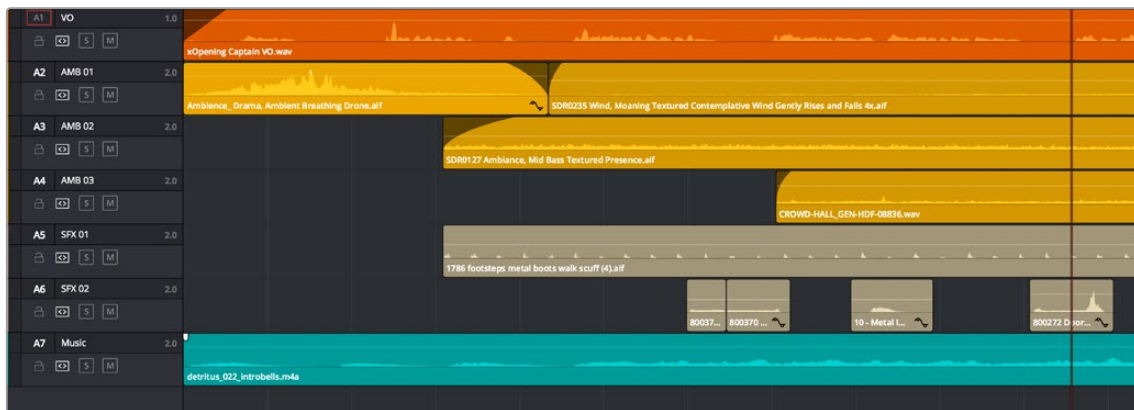 A1 VO 1.0
S M
xOpening Captain VO.wav
A2 AMB 01 2.0
S M
Ambience_ Drama, Ambient Breathing Drone.aif
SDR0235 Wind, Moaning Textured Contemplative Wind Gently Rises and Falls 4x.aif
A3 AMB 02 2.0
S M
SDR0127 Ambiance, Mid Bass Textured Presence.aif
A4 AMB 03 2.0
S M
CROWD-HALL_GEN-HDF-08836.wav
A5 SFX 01 2.0
S M
1786 footsteps metal boots walk scuff (4).aif
A6 SFX 02 2.0
S M
80037... 800370 ... 10 - Metal I... 800272 Door...
A7 Music 2.0
S M
detritus_022_introbells.m4a